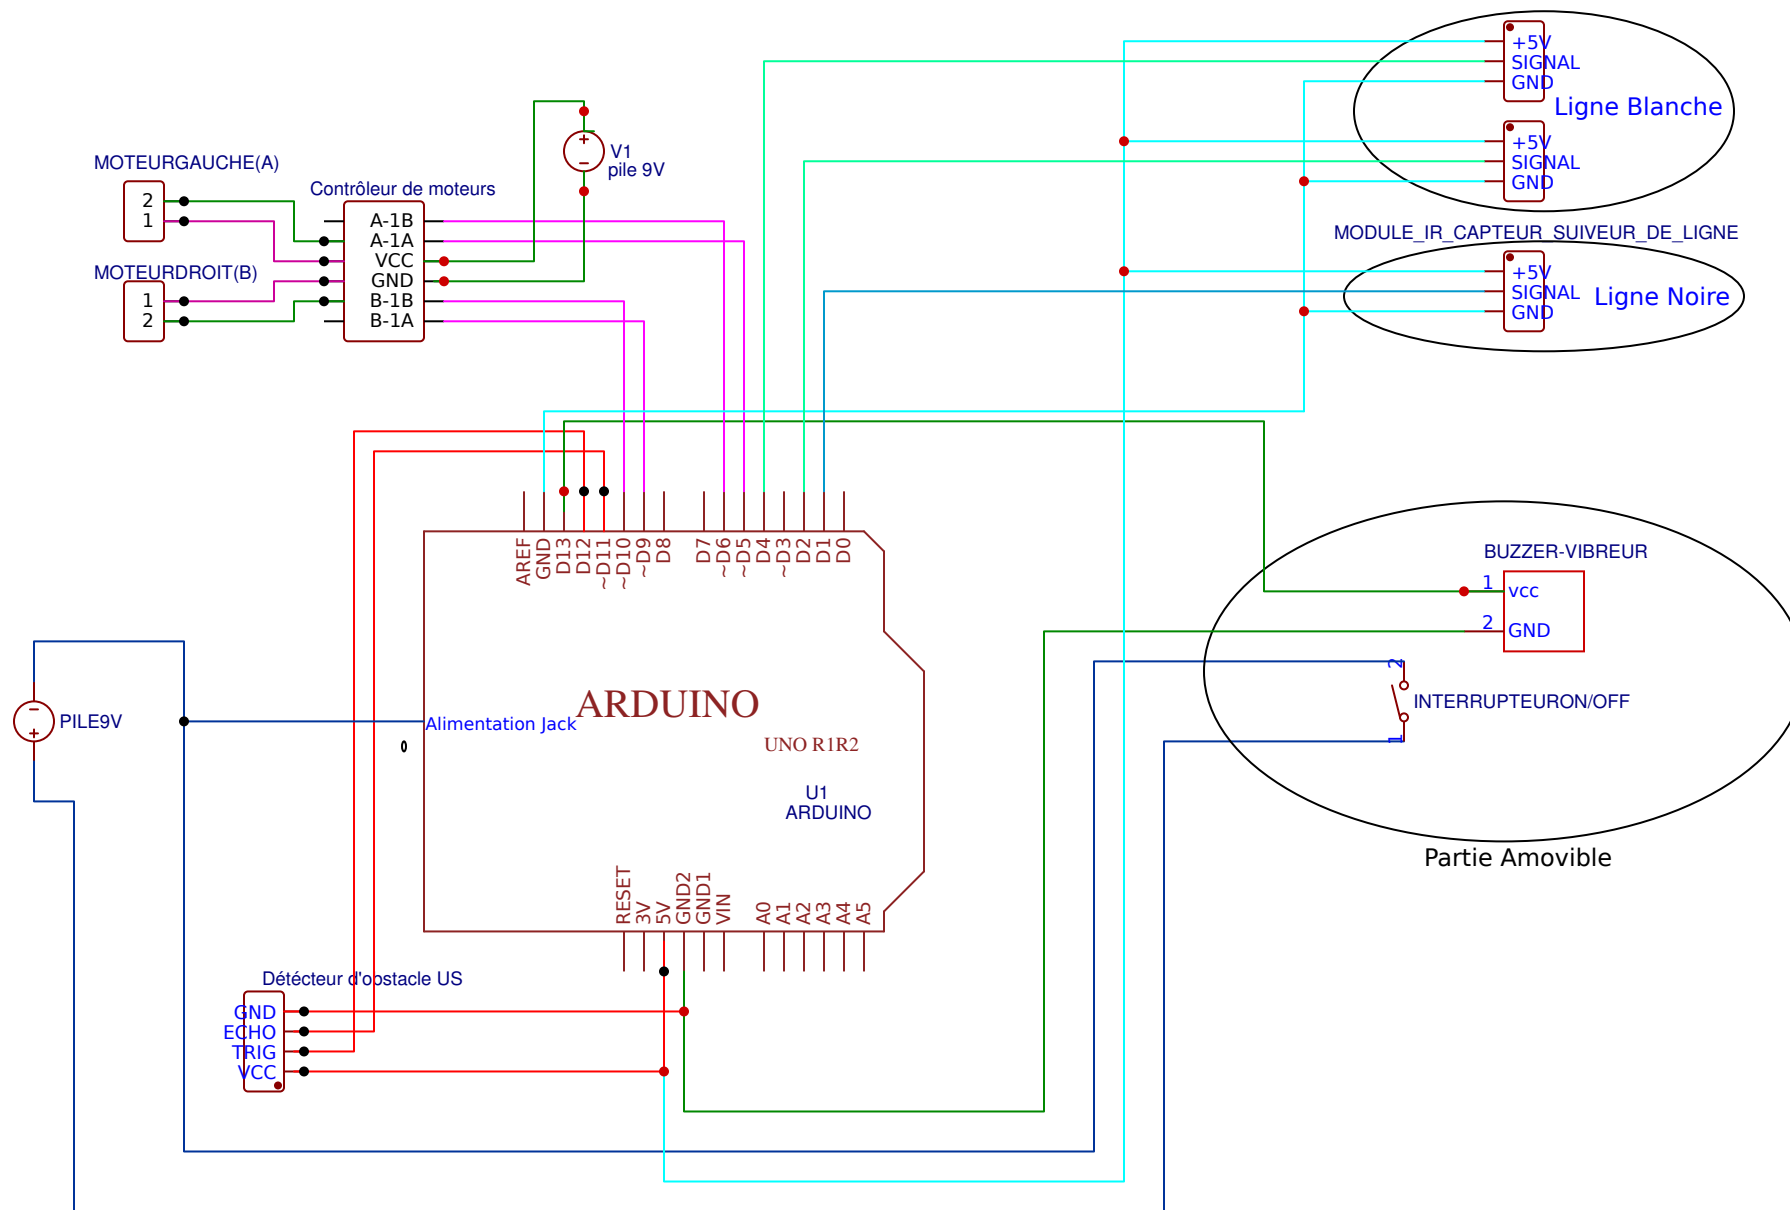 +5V
SIGNAL
GND
Ligne Blanche
+5V
SIGNAL
GND
MODULE_IR_CAPTEUR_SUIVEUR_DE_LIGNE
+5V
SIGNAL
GND
Ligne Noire
MOTEURGAUCHE(A)
2
1
MOTEURDROIT(B)
1
2
Contrôleur de moteurs
A-1B
A-1A
VCC
GND
B-1B
B-1A
+
−
V1
pile 9V
AREF
GND
D13
D12
~D11
~D10
~D9
D8
D7
~D6
~D5
D4
~D3
D2
D1
D0
BUZZER-VIBREUR
1 vcc
2 GND
2
INTERRUPTEURON/OFF
1
Partie Amovible
−
+
PILE9V
Alimentation Jack
ARDUINO
UNO R1R2
U1
ARDUINO
0
RESET
3V
5V
GND2
GND1
VIN
A0
A1
A2
A3
A4
A5
Détécteur d'obstacle US
GND
ECHO
TRIG
VCC